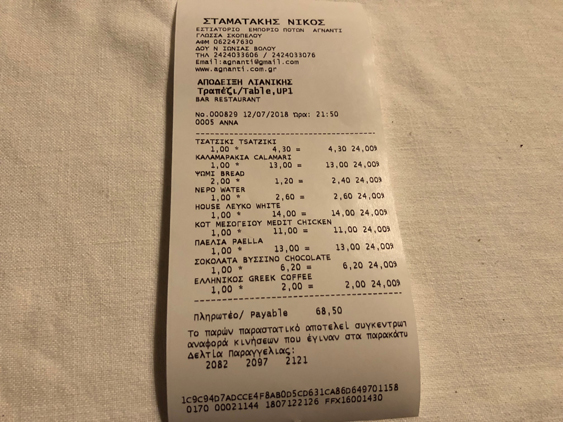 ΣΤΑΜΑΤΑΚΗΣ ΝΙΚΟΣ
ΕΣΤΙΑΤΟΡΙΟ ΕΜΠΟΡΙΟ ΠΟΤΩΝ ΑΓΝΑΝΤΙ
ΓΛΩΣΣΑ ΣΚΟΠΕΛΟΥ
ΑΦΜ 062247630
ΔΟΥ Ν ΙΩΝΙΑΣ ΒΟΛΟΥ
ΤΗΛ 2424033606 / 2424033076
Email:agnanti@gmail.com
www.agnanti.com.gr
ΑΠΟΔΕΙΞΗ ΛΙΑΝΙΚΗΣ
Τραπέζι/Table,UP1
BAR RESTAURANT
No.000829 12/07/2018 Ώρα: 21:50
0005 ΑΝΝΑ
ΤΖΑΤΖΙΚΙ TSATZIKI
1,00 * 4,30 = 4,30 24,00%
ΚΑΛΑΜΑΡΑΚΙΑ CALAMARI
1,00 * 13,00 = 13,00 24,00%
ΨΩΜΙ BREAD
2,00 * 1,20 = 2,40 24,00%
ΝΕΡΟ WATER
1,00 * 2,60 = 2,60 24,00%
HOUSE ΛΕΥΚΟ WHITE
1,00 * 14,00 = 14,00 24,00%
ΚΟΤ ΜΕΣΟΓΕΙΟΥ MEDIT CHICKEN
1,00 * 11,00 = 11,00 24,00%
ΠΑΕΛΙΑ PAELLA
1,00 * 13,00 = 13,00 24,00%
ΣΟΚΟΛΑΤΑ ΒΥΣΣΙΝΟ CHOCOLATE
1,00 * 6,20 = 6,20 24,00%
ΕΛΛΗΝΙΚΟΣ GREEK COFFEE
1,00 * 2,00 = 2,00 24,00%
Πληρωτέο/ Payable 68,50
Το παρών παραστατικό αποτελεί συγκεντρωτ
αναφορά κινήσεων που έγιναν στα παρακάτω
Δελτία Παραγγελίας:
2082 2097 2121
1C9C94D7ADCCE4F8AB0D5CD631CA86D649701158
0170 00021144 1807122126 FFX16001430